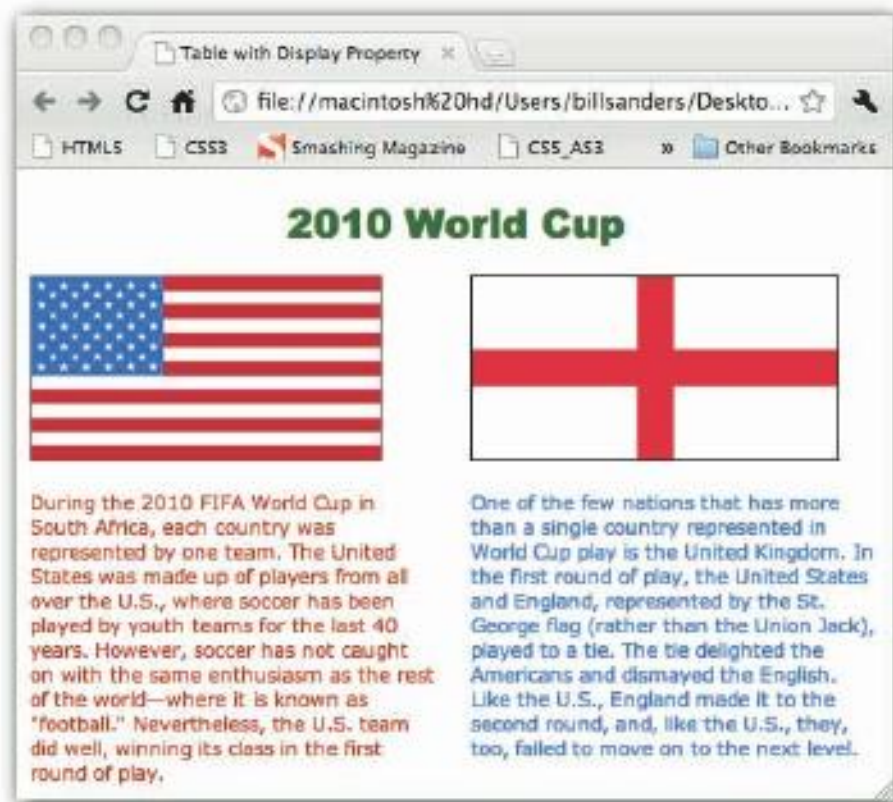 Table with Display Property
file://macintosh%20hd/Users/billsanders/Deskto...
HTML5 CSS3 Smashing Magazine CS5_AS3 » Other Bookmarks
2010 World Cup
During the 2010 FIFA World Cup in
South Africa, each country was
represented by one team. The United
States was made up of players from all
over the U.S., where soccer has been
played by youth teams for the last 40
years. However, soccer has not caught
on with the same enthusiasm as the rest
of the world—where it is known as
"football." Nevertheless, the U.S. team
did well, winning its class in the first
round of play.
One of the few nations that has more
than a single country represented in
World Cup play is the United Kingdom. In
the first round of play, the United States
and England, represented by the St.
George flag (rather than the Union Jack),
played to a tie. The tie delighted the
Americans and dismayed the English.
Like the U.S., England made it to the
second round, and, like the U.S., they,
too, failed to move on to the next level.